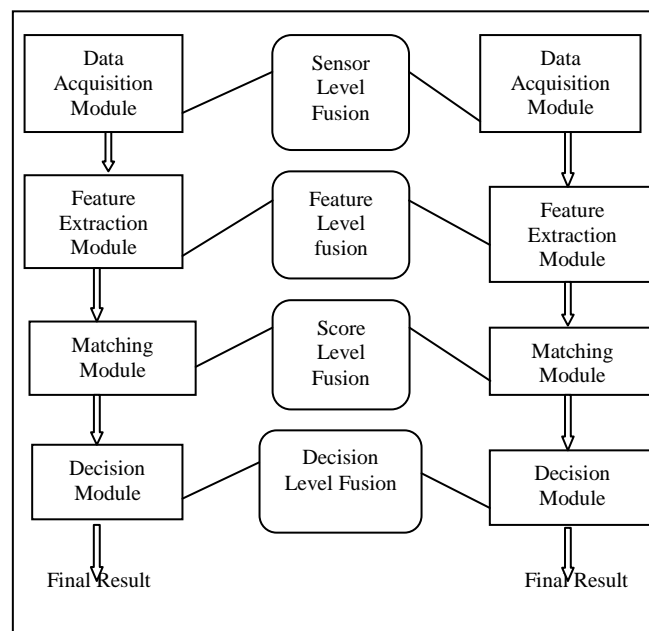 Data
Acquisition
Module
Sensor
Level
Fusion
Data
Acquisition
Module
Feature
Extraction
Module
Feature
Level
fusion
Feature
Extraction
Module
Matching
Module
Score
Level
Fusion
Matching
Module
Decision
Module
Decision
Level Fusion
Decision
Module
Final Result
Final Result